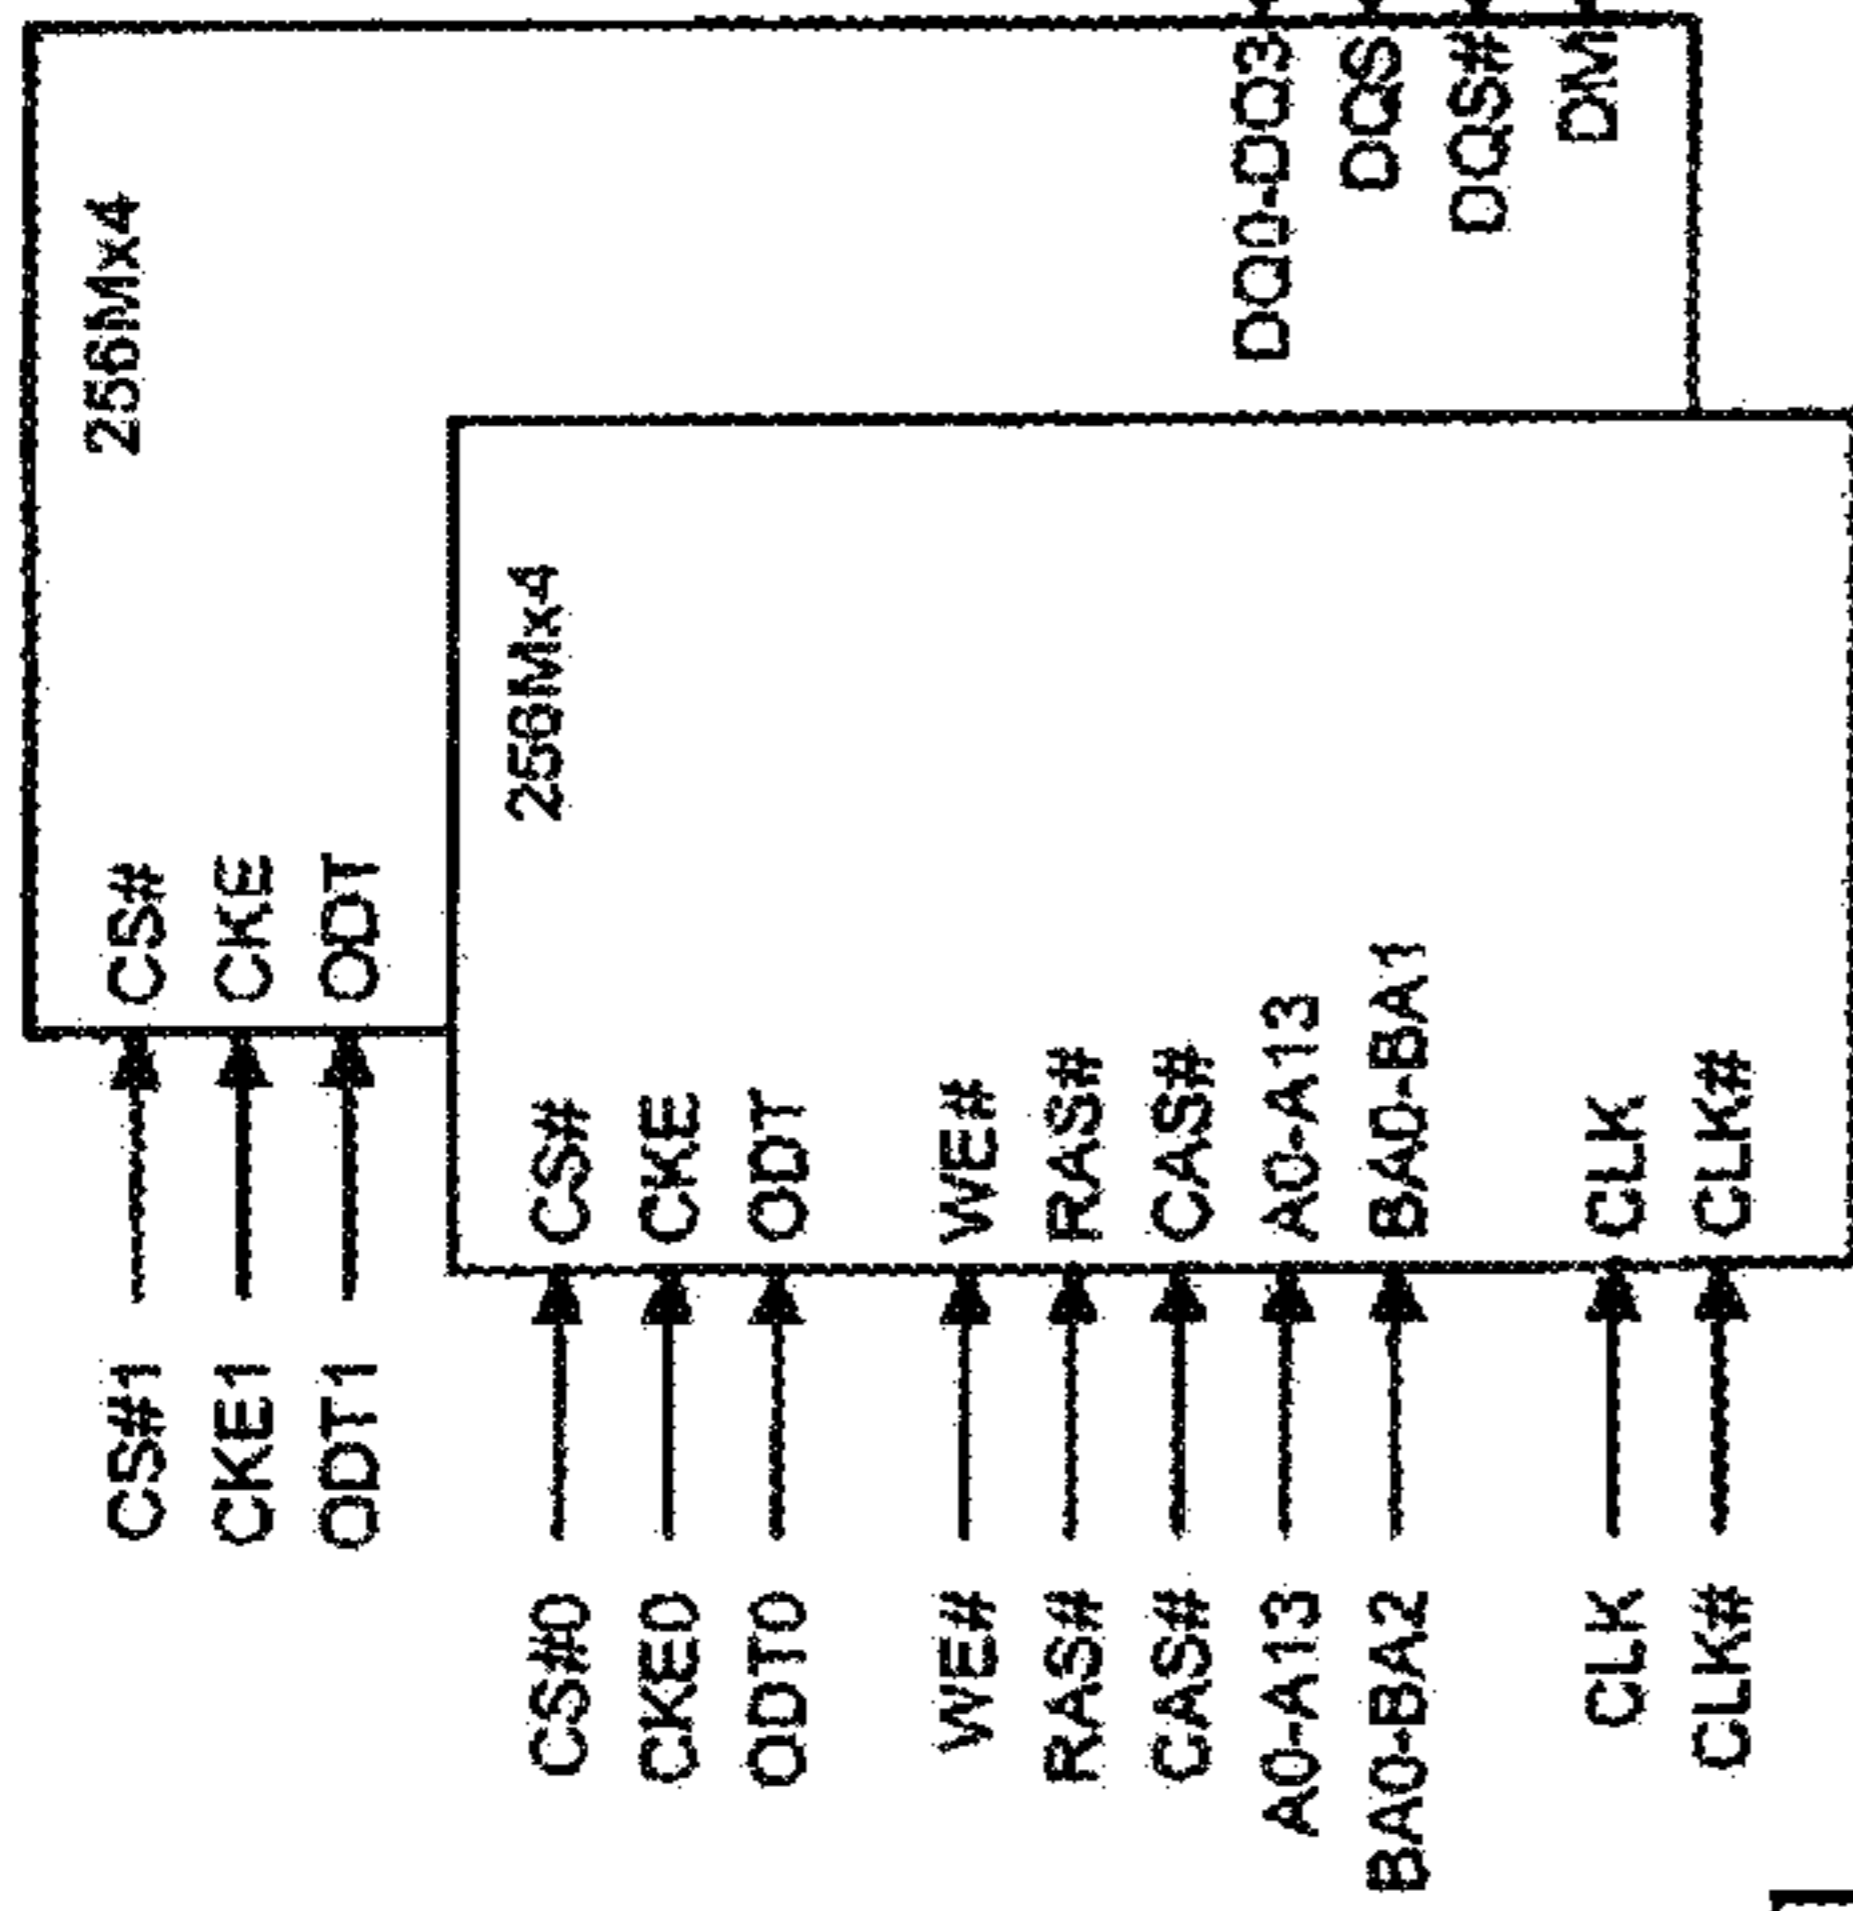 256Mx4
CS#1 CS#
CKE1 CKE
ODT1 ODT
256Mx4
CS#0 CS#
CKE0 CKE
ODT0 ODT
WE# WE#
RAS# RAS#
CAS# CAS#
A0-A13 A0-A13 DQ0-DQ3
BA0-BA2 BA0-BA1 DQS
DQS#
CLK CLK DM
CLK# CLK#